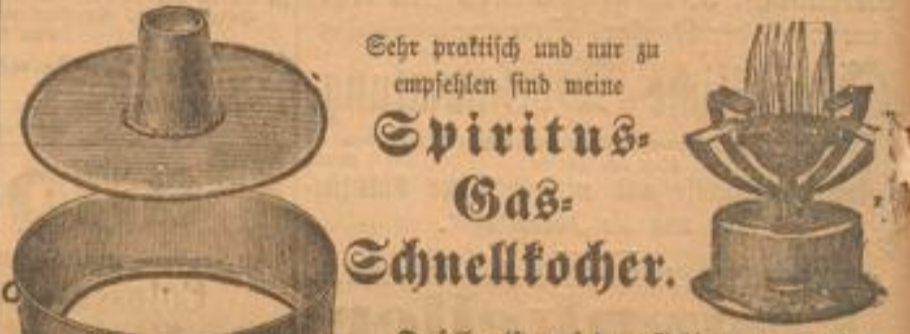 Sehr praktisch und nur zu
empfehlen sind meine
Spiritus-
Gas-
Schnellkocher.